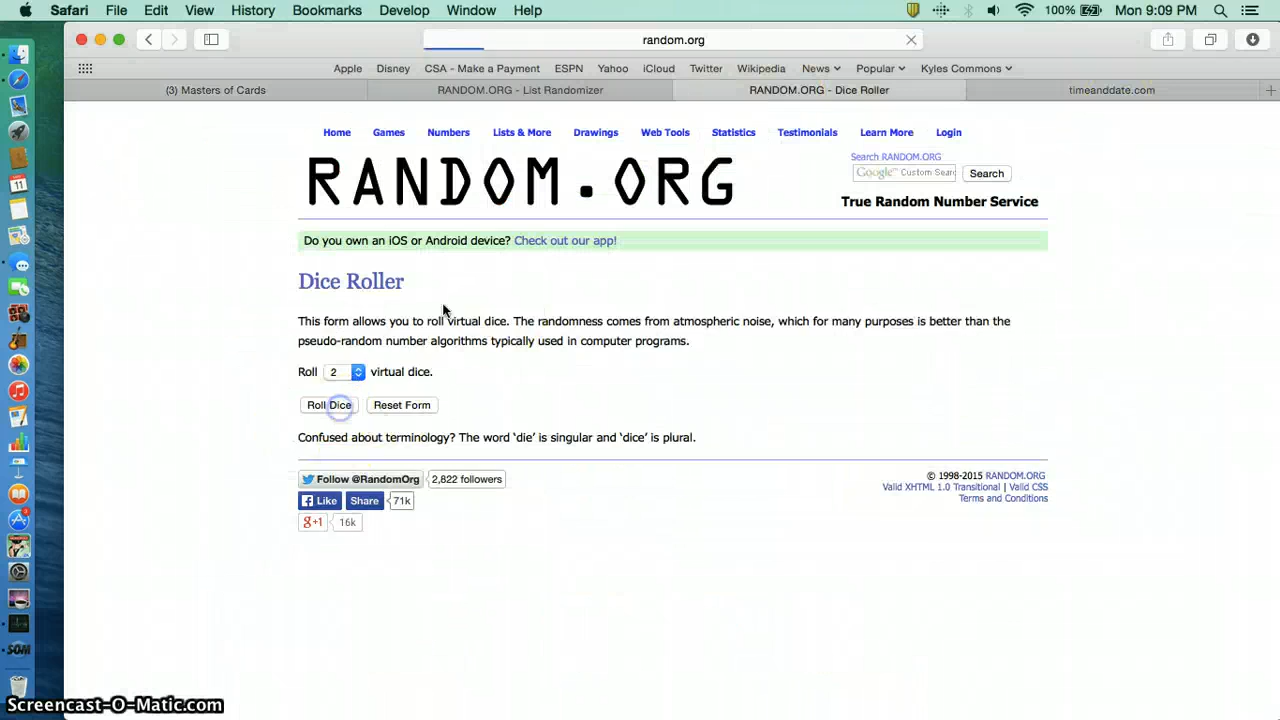 Safari File Edit View History Bookmarks Develop Window Help 100% Mon 9:09 PM
random.org
Apple Disney CSA - Make a Payment ESPN Yahoo iCloud Twitter Wikipedia News Popular Kyles Commons
(3) Masters of Cards RANDOM.ORG - List Randomizer RANDOM.ORG - Dice Roller timeanddate.com
Home Games Numbers Lists & More Drawings Web Tools Statistics Testimonials Learn More Login
Search RANDOM.ORG
Google™ Custom Sear Search
RANDOM.ORG
True Random Number Service
Do you own an iOS or Android device? Check out our app!
Dice Roller
This form allows you to roll virtual dice. The randomness comes from atmospheric noise, which for many purposes is better than the
pseudo-random number algorithms typically used in computer programs.
Roll 2 virtual dice.
Roll Dice Reset Form
Confused about terminology? The word ‘die’ is singular and ‘dice’ is plural.
Follow @RandomOrg 2,822 followers
Like Share 71k
g+1 16k
© 1998-2015 RANDOM.ORG
Valid XHTML 1.0 Transitional | Valid CSS
Terms and Conditions
11
SOM
Screencast-O-Matic.com